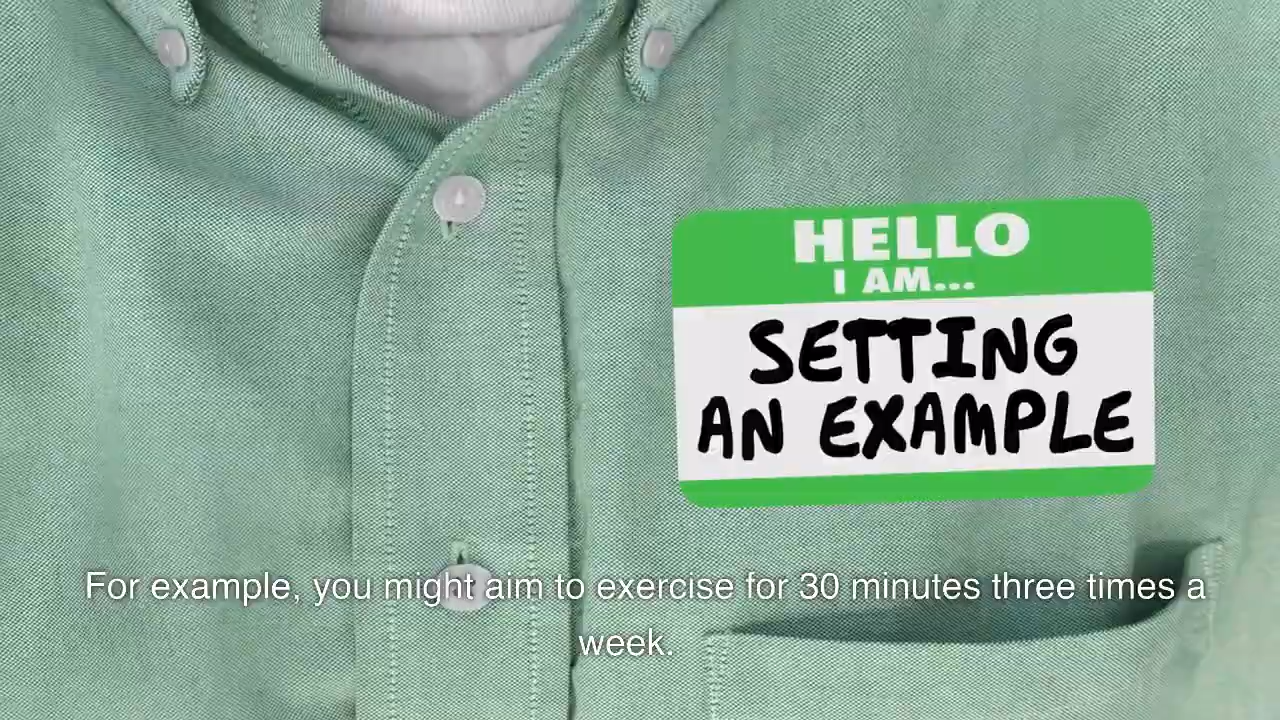 HELLO
I AM...
SETTING
AN EXAMPLE
For example, you might aim to exercise for 30 minutes three times a
week.